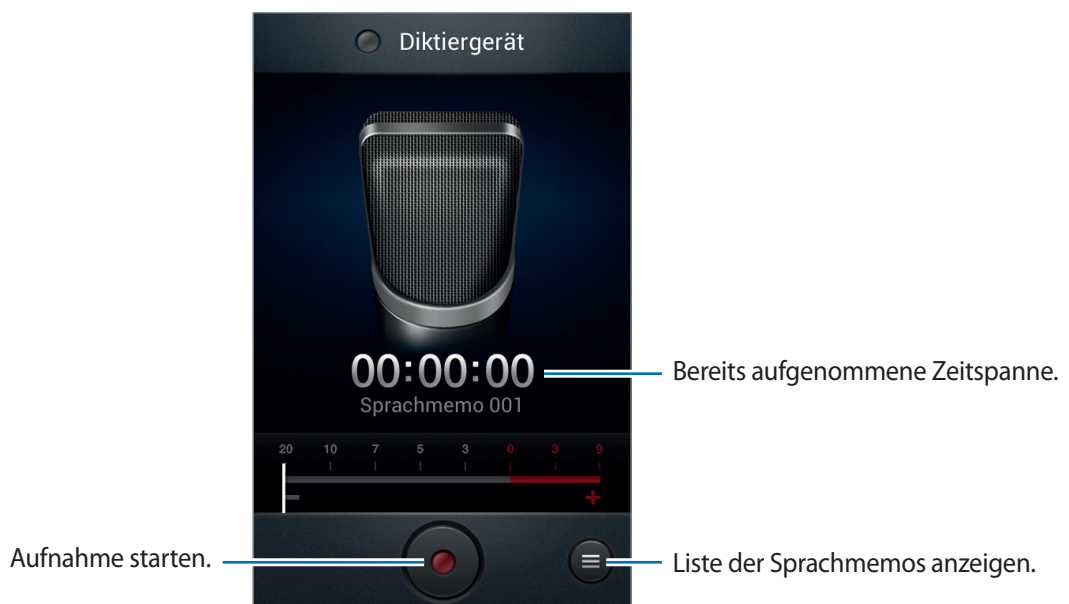 Diktiergerät
00:00:00
Bereits aufgenommene Zeitspanne.
Sprachmemo 001
20 10 7 5 3 0 3 9
− +
Aufnahme starten.
Liste der Sprachmemos anzeigen.